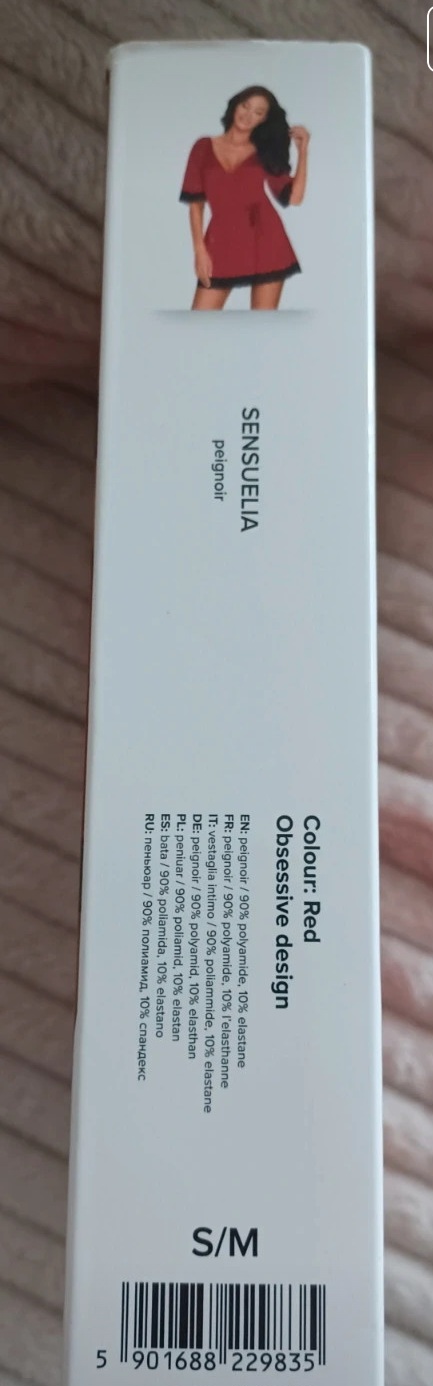 SENSUELIA
peignoir
Colour: Red
Obsessive design
EN: peignoir / 90% polyamide, 10% elastane
FR: peignoir / 90% polyamide, 10% l'elasthanne
IT: vestaglia intimo / 90% poliammide, 10% elastane
DE: peignoir / 90% polyamid, 10% elasthan
PL: peniuar / 90% poliamid, 10% elastan
ES: bata / 90% poliamida, 10% elastano
RU: пеньюар / 90% полиамид, 10% спандекс
S/M
5 901688 229835